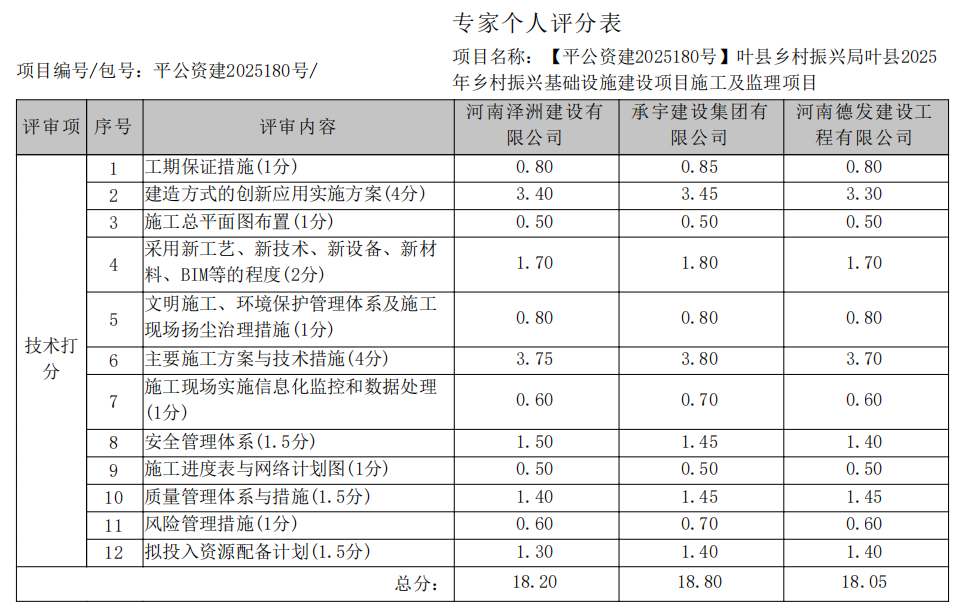 专家个人评分表
项目编号/包号: 平公资建2025180号/
项目名称: 【平公资建2025180号】叶县乡村振兴局叶县2025
年乡村振兴基础设施建设项目施工及监理项目
评审项 序号 评审内容 河南泽洲建设有限公司 承宇建设集团有限公司 河南德发建设工程有限公司
技术打分
1 工期保证措施(1分) 0.80 0.85 0.80
2 建造方式的创新应用实施方案(4分) 3.40 3.45 3.30
3 施工总平面图布置(1分) 0.50 0.50 0.50
4 采用新工艺、新技术、新设备、新材料、BIM等的程度(2分) 1.70 1.80 1.70
5 文明施工、环境保护管理体系及施工现场扬尘治理措施(1分) 0.80 0.80 0.80
6 主要施工方案与技术措施(4分) 3.75 3.80 3.70
7 施工现场实施信息化监控和数据处理(1分) 0.60 0.70 0.60
8 安全管理体系(1.5分) 1.50 1.45 1.40
9 施工进度表与网络计划图(1分) 0.50 0.50 0.50
10 质量管理体系与措施(1.5分) 1.40 1.45 1.45
11 风险管理措施(1分) 0.60 0.70 0.60
12 拟投入资源配备计划(1.5分) 1.30 1.40 1.40
总分: 18.20 18.80 18.05